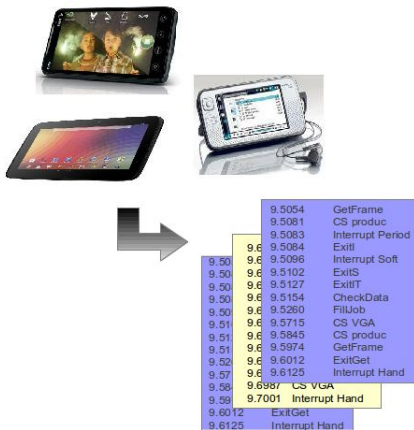 9.5054 GetFrame
9.5081 CS produc
9.5083 Interrupt Period
9.5084 ExitI
9.5096 Interrupt Soft
9.5102 ExitS
9.5127 ExitIT
9.5154 CheckData
9.5260 FillJob
9.5715 CS VGA
9.5845 CS produc
9.5974 GetFrame
9.6012 ExitGet
9.6125 Interrupt Hand
9.6987 CS VGA
9.7001 Interrupt Hand
9.6012 ExitGet
9.6125 Interrupt Hand